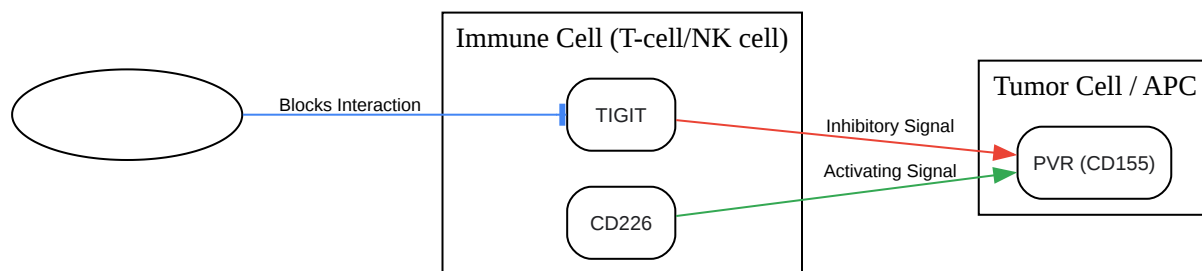 Immune Cell (T-cell/NK cell)
Tumor Cell / APC
Blocks Interaction
TIGIT
Inhibitory Signal
Activating Signal
PVR (CD155)
CD226